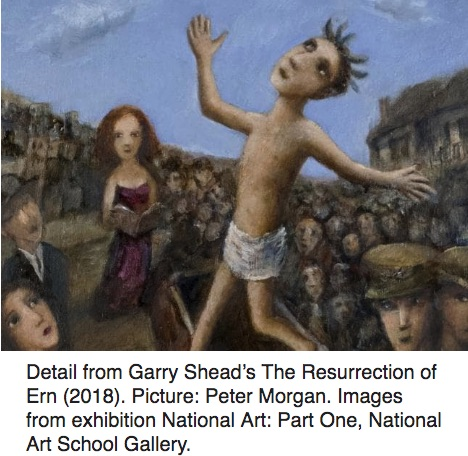 Detail from Garry Shead’s The Resurrection of
Ern (2018). Picture: Peter Morgan. Images
from exhibition National Art: Part One, National
Art School Gallery.